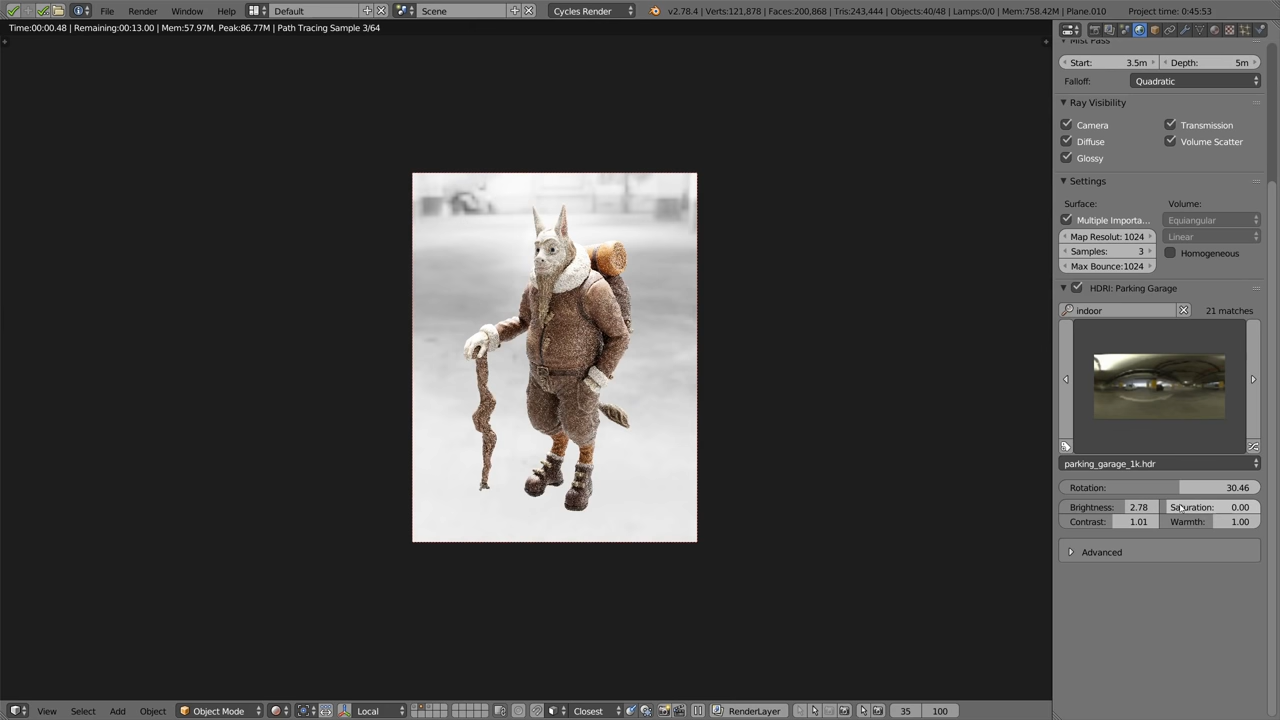 File Render Window Help Default Scene Cycles Render v2.78.4 | Verts:121,878 | Faces:200,868 | Tris:243,444 | Objects:40/48 | Lamps:0/0 | Mem:758.42M | Plane.010 Project time: 0:45:53
Time:00:00.48 | Remaining:00:13.00 | Mem:57.97M, Peak:86.77M | Path Tracing Sample 3/64
Mist Pass
Start: 3.5m Depth: 5m
Falloff: Quadratic
Ray Visibility
Camera Transmission
Diffuse Volume Scatter
Glossy
Settings
Surface: Volume:
Multiple Importa... Equiangular
Map Resolut: 1024 Linear
Samples: 3 Homogeneous
Max Bounce:1024
HDRI: Parking Garage
indoor 21 matches
parking_garage_1k.hdr
Rotation: 30.46
Brightness: 2.78 Saturation: 0.00
Contrast: 1.01 Warmth: 1.00
Advanced
View Select Add Object Object Mode Local Closest RenderLayer 35 100